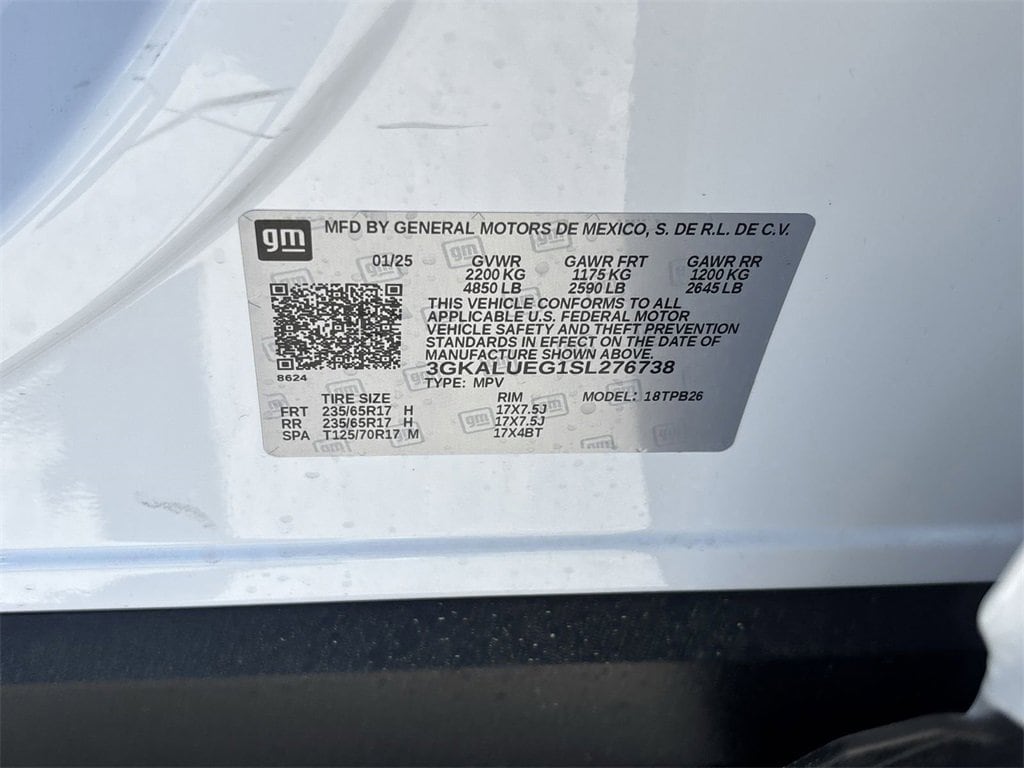 gm MFD BY GENERAL MOTORS DE MEXICO, S. DE R.L. DE C.V.
01/25 GVWR GAWR FRT GAWR RR
2200 KG 1175 KG 1200 KG
4850 LB 2590 LB 2645 LB
THIS VEHICLE CONFORMS TO ALL
APPLICABLE U.S. FEDERAL MOTOR
VEHICLE SAFETY AND THEFT PREVENTION
STANDARDS IN EFFECT ON THE DATE OF
MANUFACTURE SHOWN ABOVE.
8624 3GKALUEG1SL276738
TYPE: MPV
TIRE SIZE RIM MODEL: 18TPB26
FRT 235/65R17 H 17X7.5J
RR 235/65R17 H 17X7.5J
SPA T125/70R17 M 17X4BT